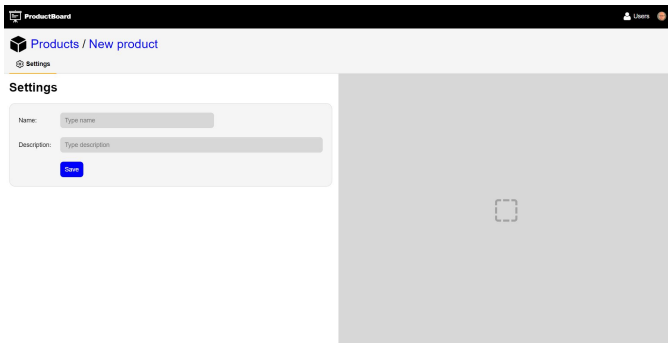 ProductBoard
Users
Products / New product
Settings
Settings
Name: Type name
Description: Type description
Save